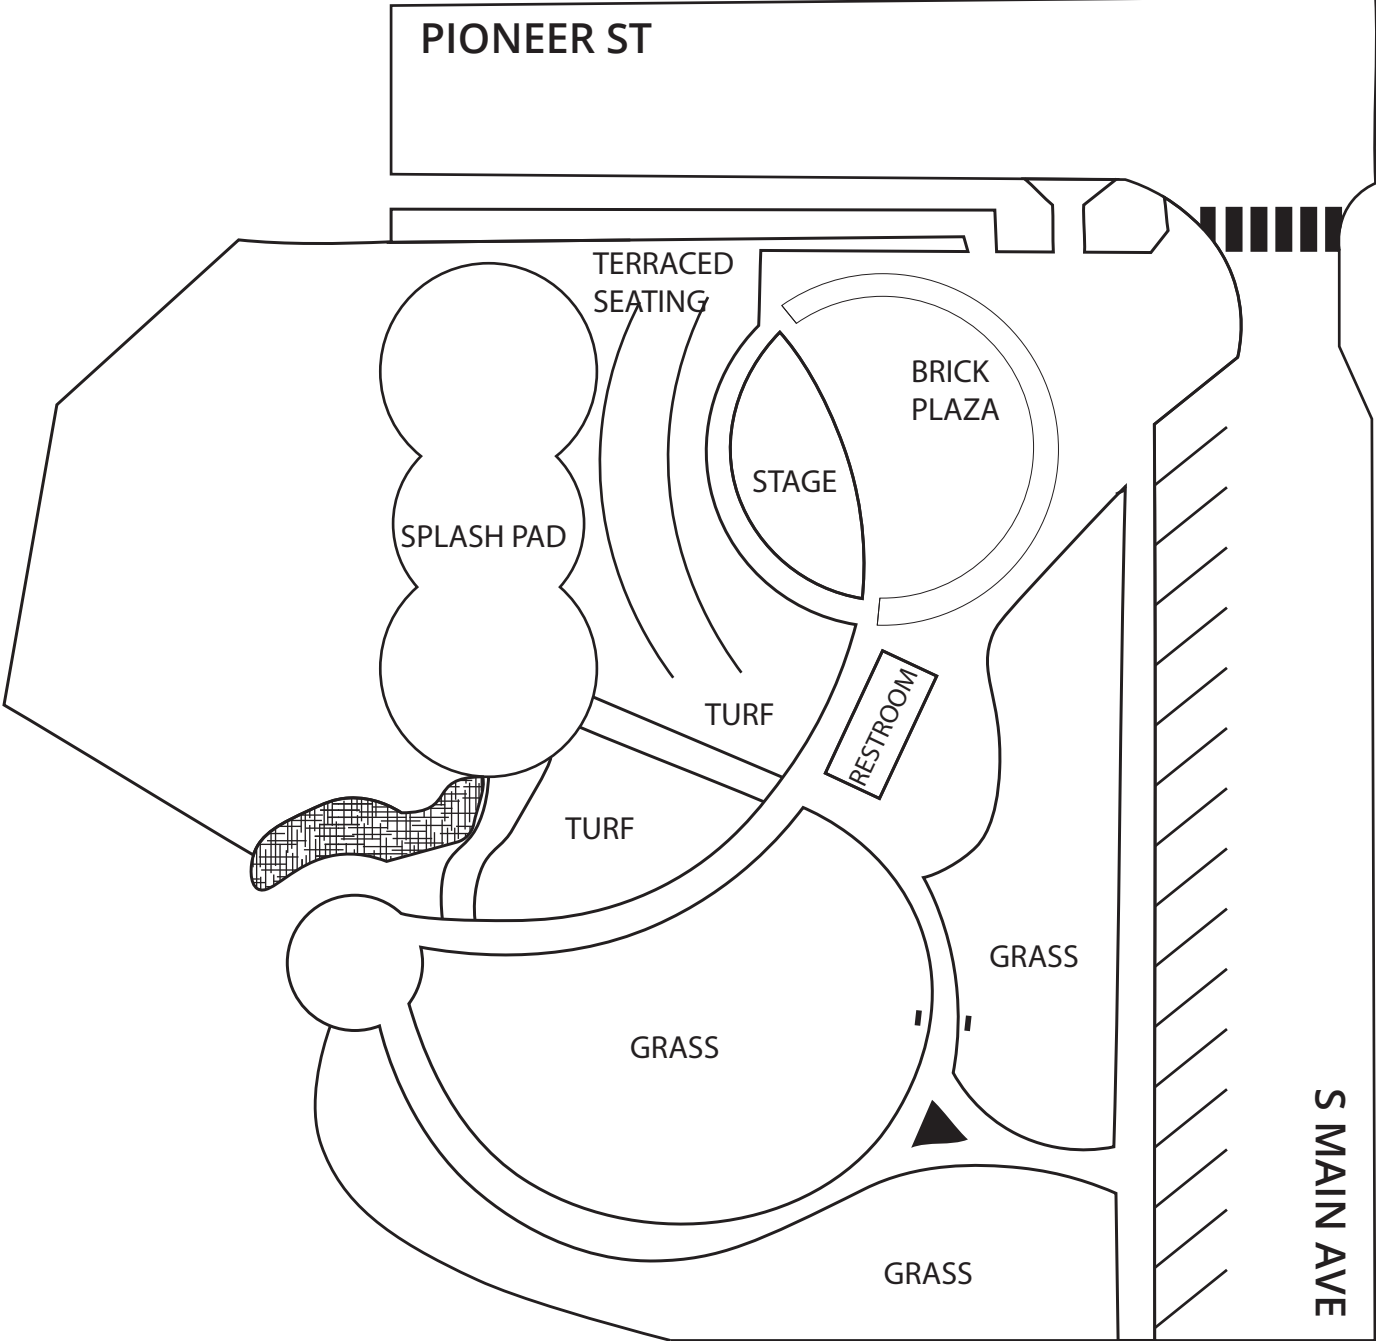 PIONEER ST
TERRACED
SEATING
BRICK
PLAZA
STAGE
SPLASH PAD
RESTROOM
TURF
TURF
GRASS
GRASS
GRASS
S MAIN AVE